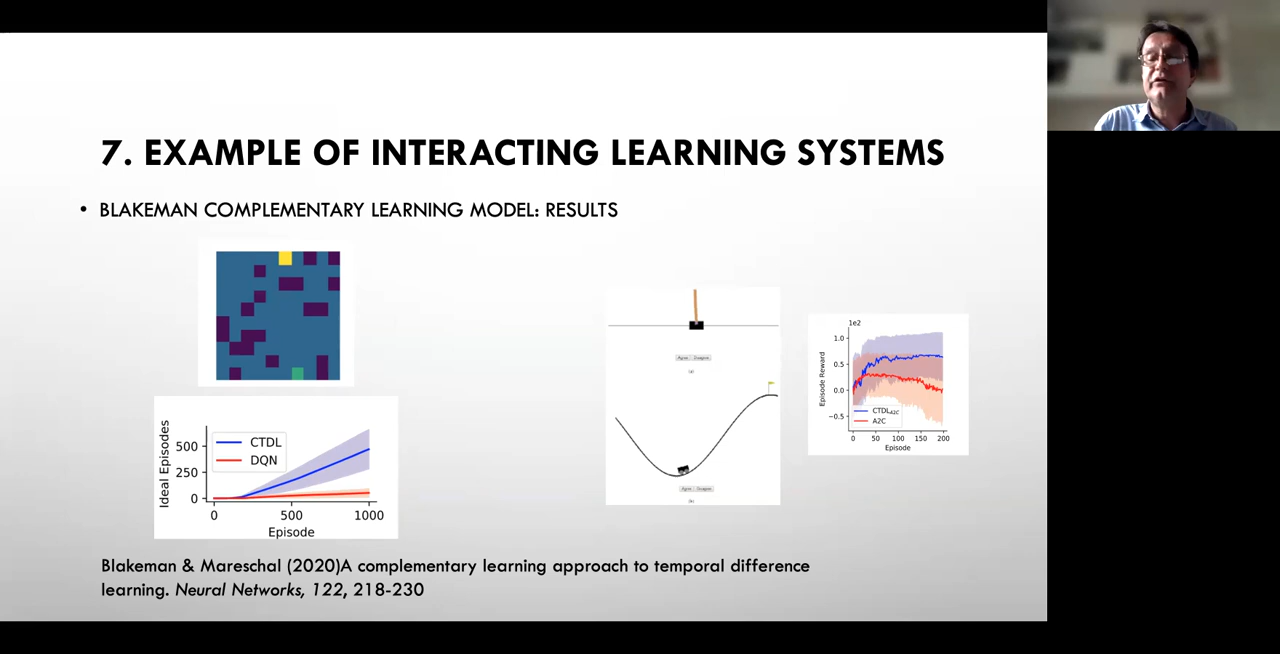 7. EXAMPLE OF INTERACTING LEARNING SYSTEMS
• BLAKEMAN COMPLEMENTARY LEARNING MODEL: RESULTS
Ideal Episodes
500
250
0
CTDL
DQN
0 500 1000
Episode
(a)
(b)
1e2
Episode Reward
1.0
0.5
0.0
−0.5
CTDLA2C
A2C
0 50 100 150 200
Episode
Blakeman & Mareschal (2020)A complementary learning approach to temporal difference
learning. Neural Networks, 122, 218-230